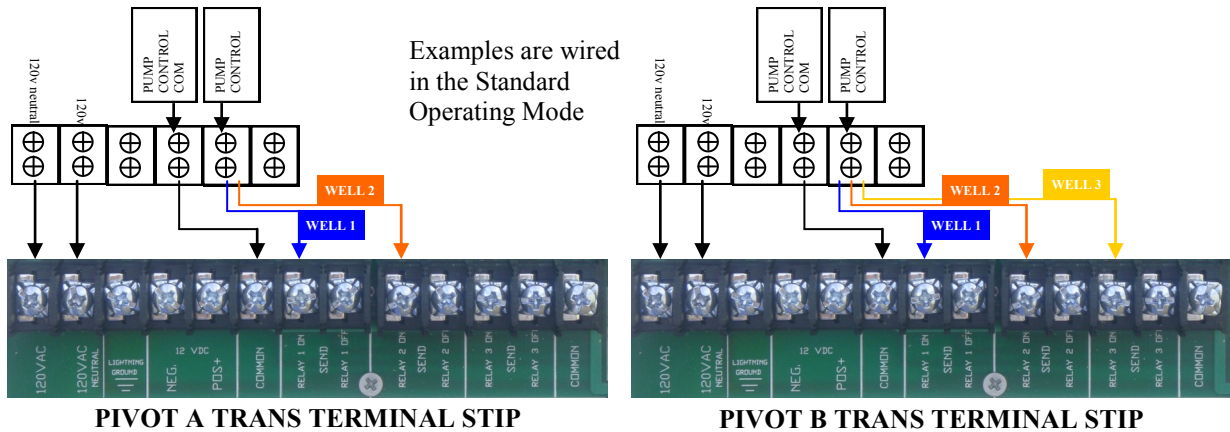 120v neutral
120v
PUMP
CONTROL
COM
PUMP
CONTROL
WELL 2
WELL 1
120VAC
120VAC
NEUTRAL
LIGHTNING
GROUND
12 VDC
NEG.
POS+
COMMON
RELAY 1 ON
SEND
RELAY 1 OFF
RELAY 2 ON
SEND
RELAY 2 OFF
RELAY 3 ON
SEND
RELAY 3 OFF
COMMON
PIVOT A TRANS TERMINAL STIP
Examples are wired
in the Standard
Operating Mode
120v neutral
120v
PUMP
CONTROL
COM
PUMP
CONTROL
WELL 2
WELL 3
WELL 1
120VAC
120VAC
NEUTRAL
LIGHTNING
GROUND
12 VDC
NEG.
POS+
COMMON
RELAY 1 ON
SEND
RELAY 1 OFF
RELAY 2 ON
SEND
RELAY 2 OFF
RELAY 3 ON
SEND
RELAY 3 OFF
COMMON
PIVOT B TRANS TERMINAL STIP